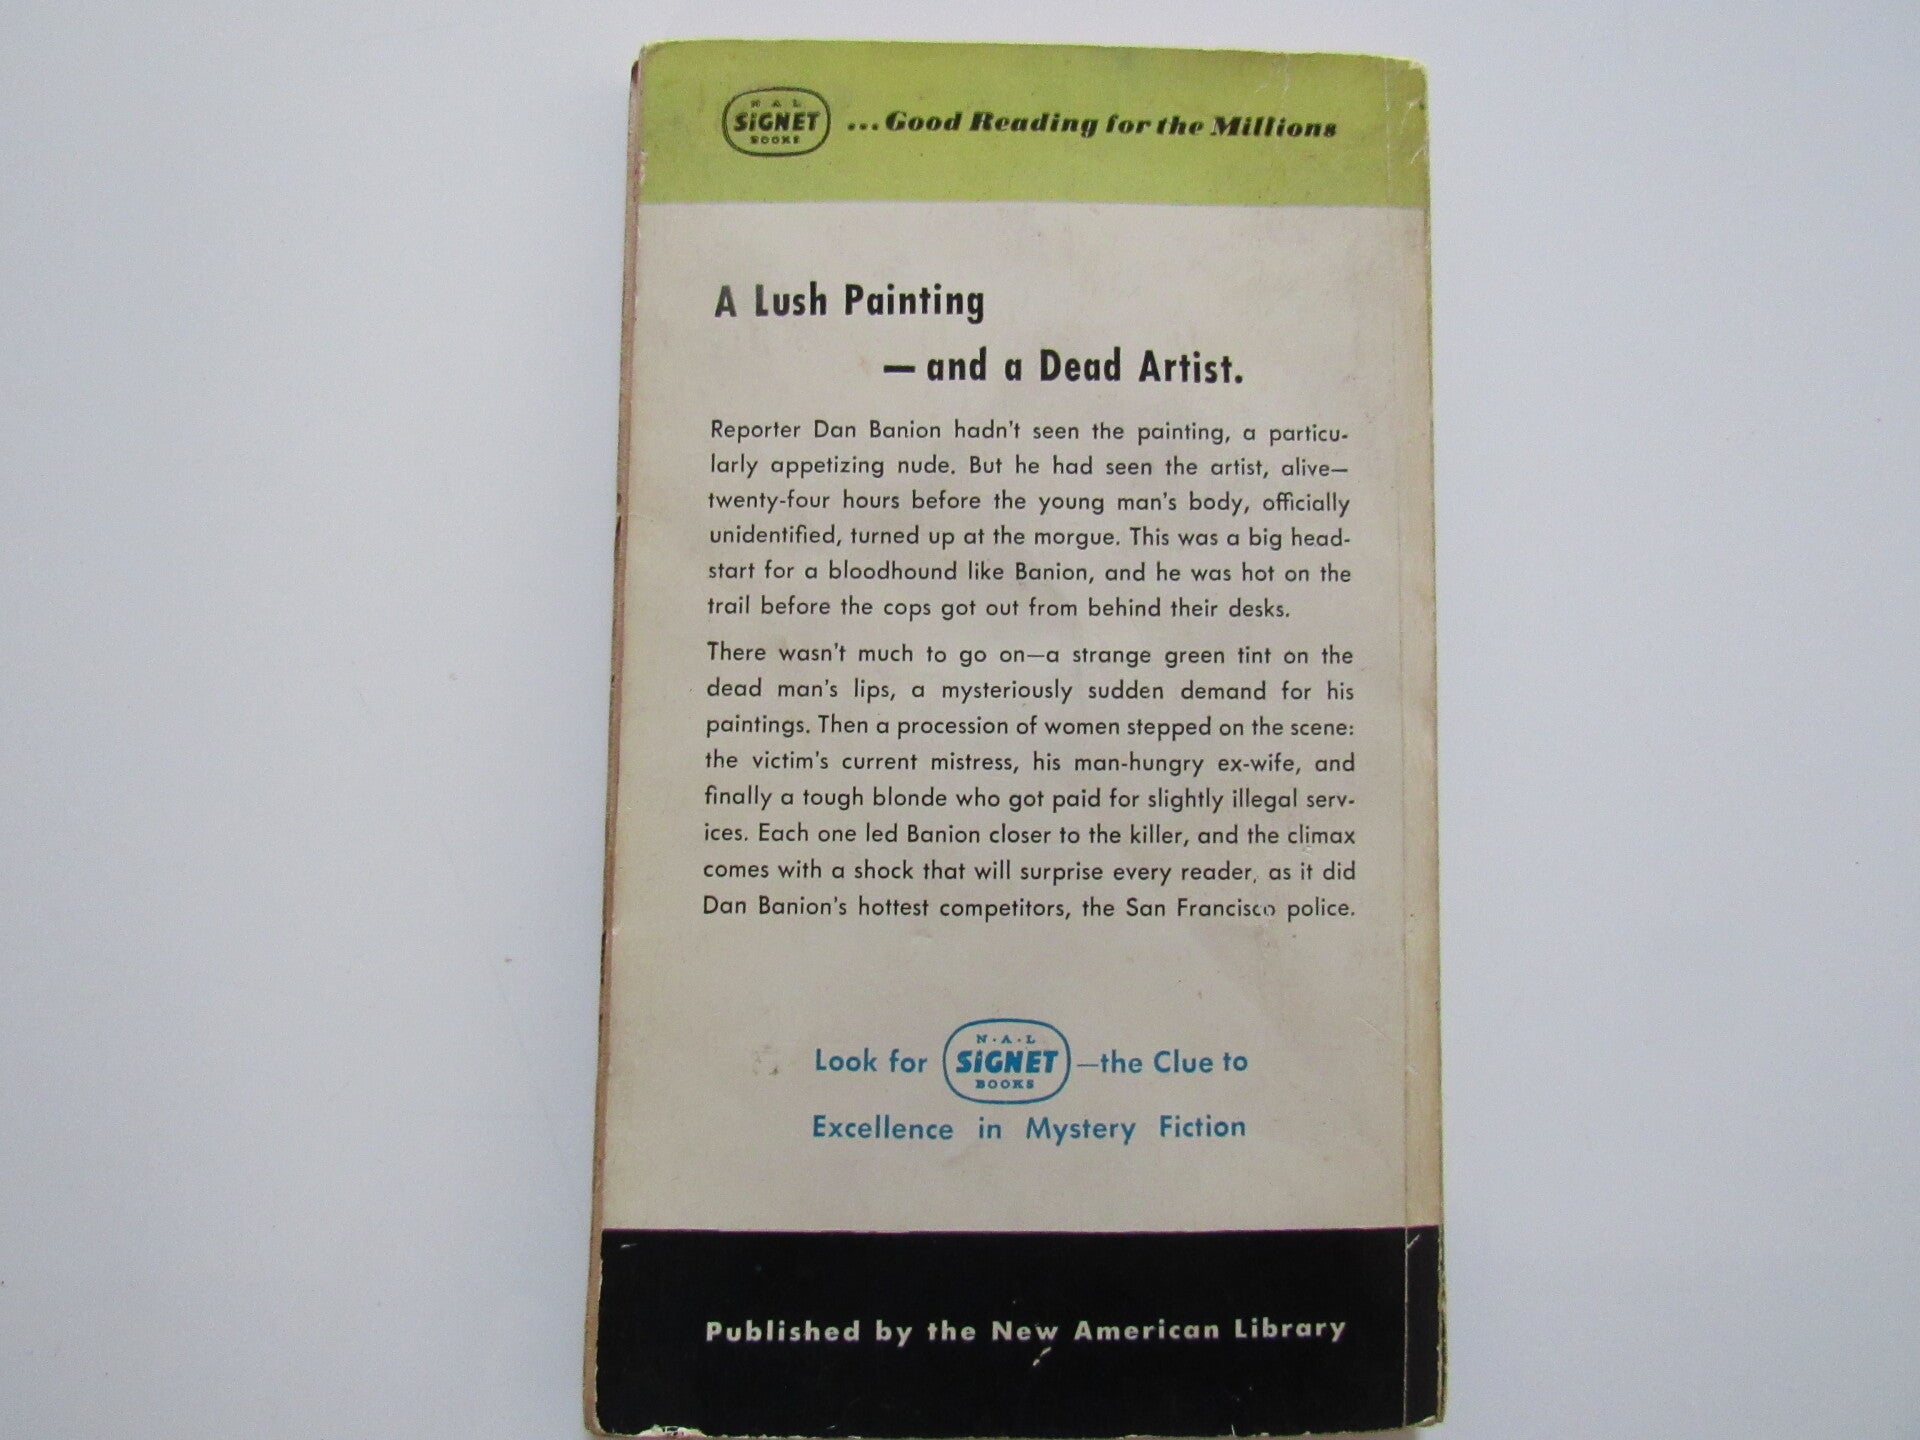 N A L
SiGNET
BOOKS
...Good Reading for the Millions
A Lush Painting
— and a Dead Artist.
Reporter Dan Banion hadn't seen the painting, a particu-
larly appetizing nude. But he had seen the artist, alive—
twenty-four hours before the young man's body, officially
unidentified, turned up at the morgue. This was a big head-
start for a bloodhound like Banion, and he was hot on the
trail before the cops got out from behind their desks.
There wasn't much to go on—a strange green tint on the
dead man's lips, a mysteriously sudden demand for his
paintings. Then a procession of women stepped on the scene:
the victim's current mistress, his man-hungry ex-wife, and
finally a tough blonde who got paid for slightly illegal serv-
ices. Each one led Banion closer to the killer, and the climax
comes with a shock that will surprise every reader, as it did
Dan Banion's hottest competitors, the San Francisco police.
Look for N·A·L SiGNET BOOKS —the Clue to
Excellence in Mystery Fiction
Published by the New American Library